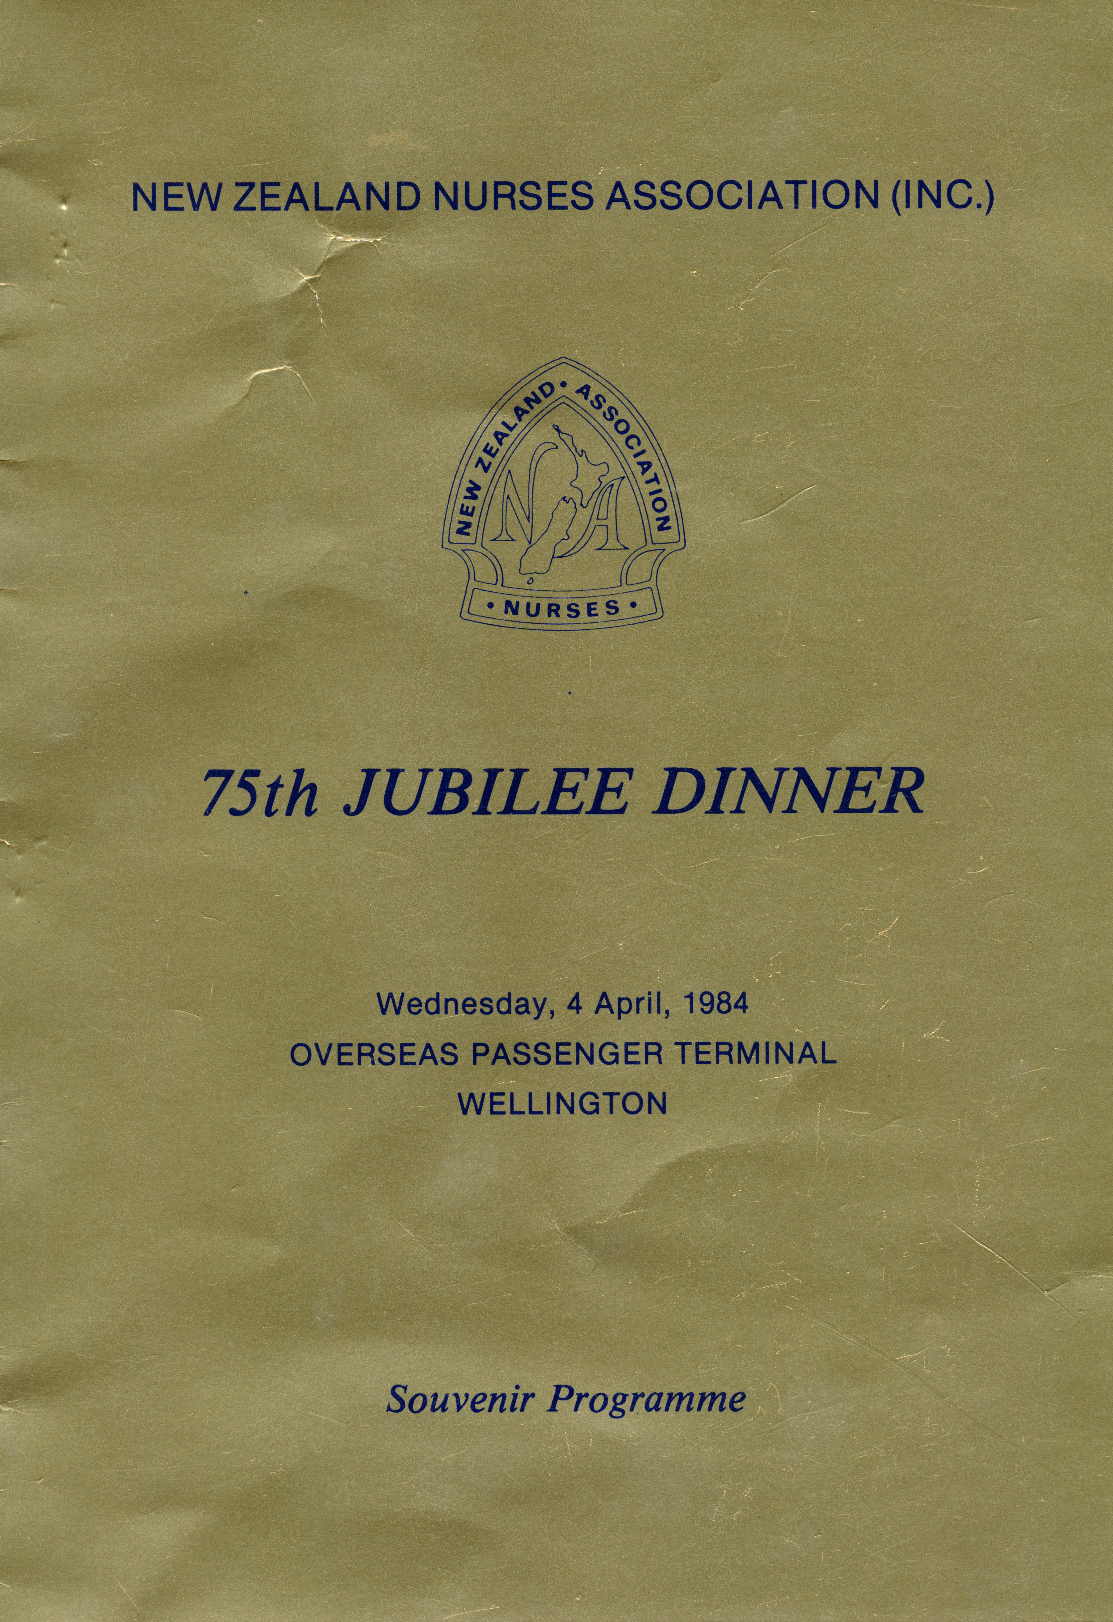 NEW ZEALAND NURSES ASSOCIATION (INC.)
NEW ZEALAND • ASSOCIATION
NA
• NURSES •
75th JUBILEE DINNER
Wednesday, 4 April, 1984
OVERSEAS PASSENGER TERMINAL
WELLINGTON
Souvenir Programme